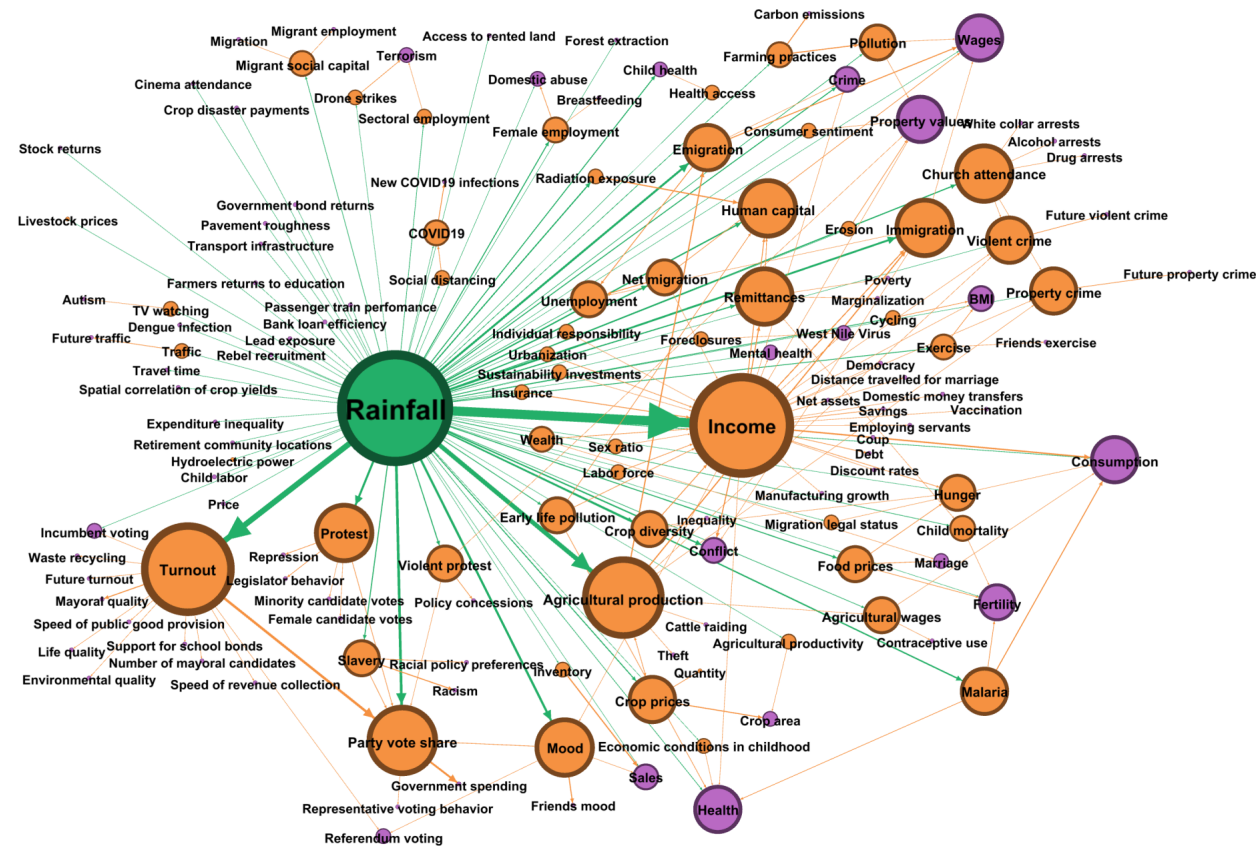 Carbon emissions
Migrant employment
Migration
Access to rented land
Forest extraction
Pollution
Wages
Terrorism
Farming practices
Migrant social capital
Child health
Cinema attendance
Domestic abuse
Crime
Drone strikes
Health access
Crop disaster payments
Sectoral employment
Breastfeeding
Property values
White collar arrests
Female employment
Consumer sentiment
Alcohol arrests
Stock returns
Emigration
Drug arrests
Church attendance
New COVID19 infections
Radiation exposure
Government bond returns
Human capital
Future violent crime
Livestock prices
Pavement roughness
COVID19
Erosion
Immigration
Violent crime
Transport infrastructure
Social distancing
Net migration
Poverty
Future property crime
Farmers returns to education
Property crime
Autism
Unemployment
Remittances
Marginalization
BMI
TV watching
Passenger train perfomance
Cycling
Dengue infection
Bank loan efficiency
Individual responsibility
West Nile Virus
Future traffic
Lead exposure
Foreclosures
Exercise
Friends exercise
Traffic
Rebel recruitment
Urbanization
Mental health
Democracy
Travel time
Sustainability investments
Distance travelled for marriage
Spatial correlation of crop yields
Insurance
Net assets
Domestic money transfers
Rainfall
Savings
Vaccination
Expenditure inequality
Income
Employing servants
Retirement community locations
Wealth
Sex ratio
Coup
Hydroelectric power
Debt
Consumption
Child labor
Labor force
Discount rates
Price
Manufacturing growth
Hunger
Incumbent voting
Protest
Early life pollution
Crop diversity
Inequality
Migration legal status
Child mortality
Waste recycling
Repression
Conflict
Turnout
Violent protest
Food prices
Marriage
Future turnout
Legislator behavior
Mayoral quality
Minority candidate votes
Policy concessions
Agricultural production
Fertility
Speed of public good provision
Female candidate votes
Agricultural wages
Cattle raiding
Support for school bonds
Agricultural productivity
Contraceptive use
Life quality
Number of mayoral candidates
Slavery
Racial policy preferences
Theft
Environmental quality
Speed of revenue collection
Racism
Inventory
Quantity
Malaria
Crop prices
Crop area
Party vote share
Mood
Economic conditions in childhood
Sales
Government spending
Representative voting behavior
Friends mood
Health
Referendum voting